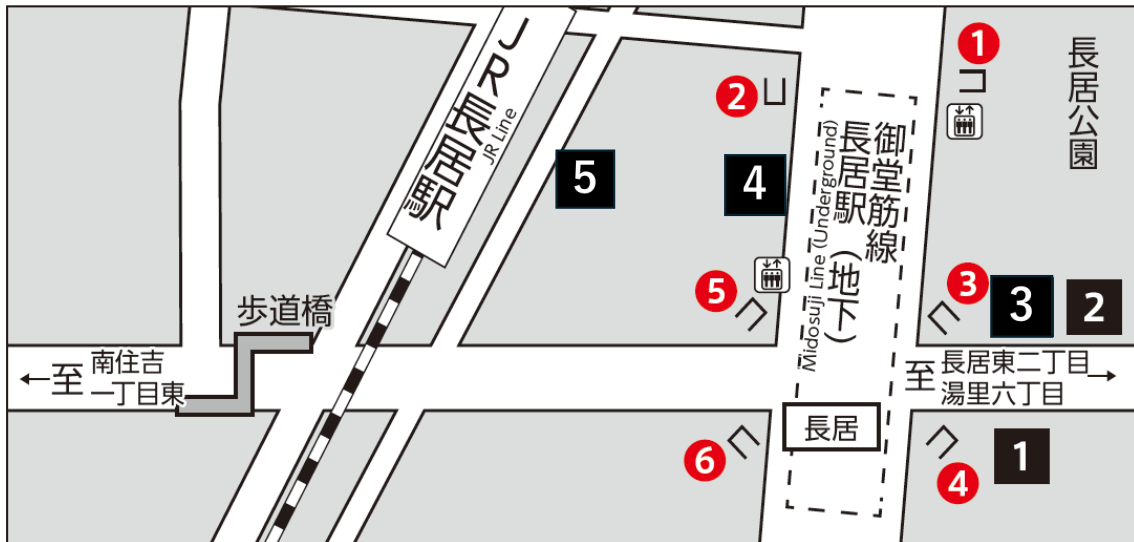 JR長居駅
JR Line
1
長居公園
2
御堂筋線
長居駅（地下）
Midosuji Line (Underground)
5
4
5
3
3
2
歩道橋
←至 南住吉
一丁目東
至 長居東二丁目→
湯里六丁目
長居
6
4
1